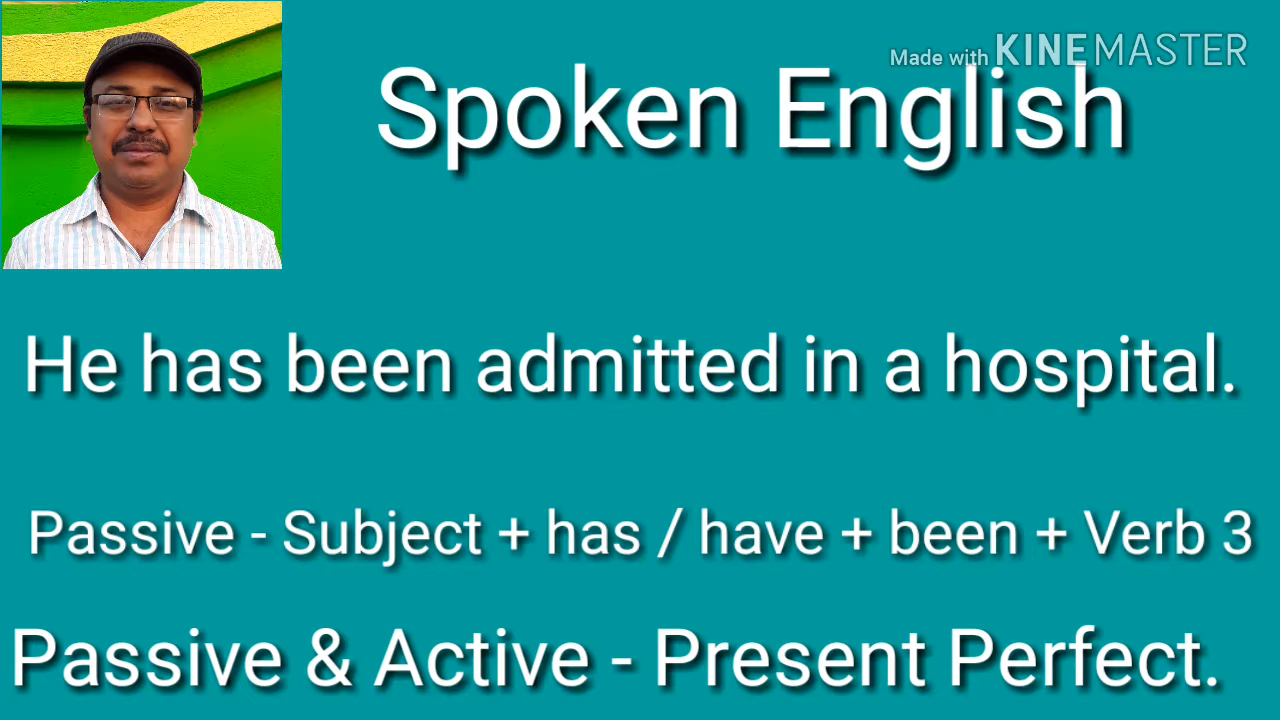 Made with KINEMASTER
Spoken English
He has been admitted in a hospital.
Passive - Subject + has / have + been + Verb 3
Passive & Active - Present Perfect.